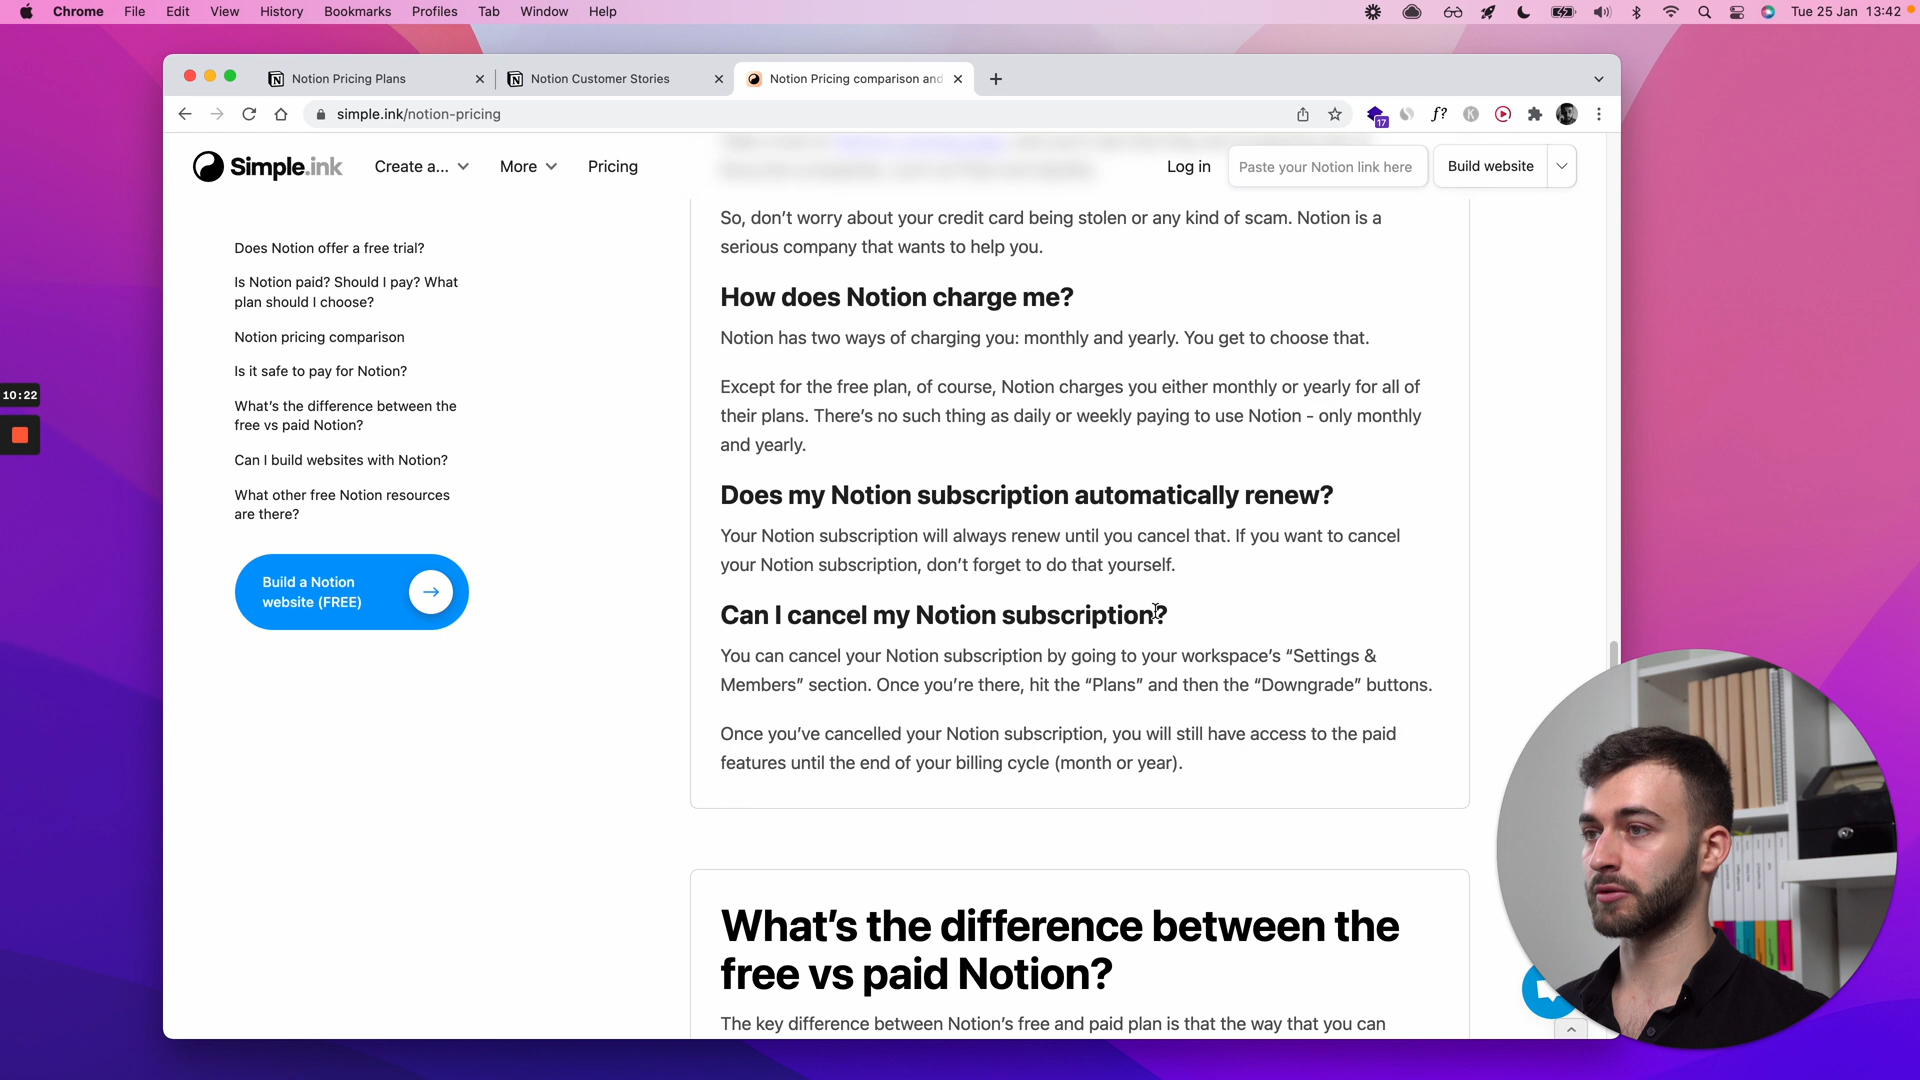 Chrome File Edit View History Bookmarks Profiles Tab Window Help Tue 25 Jan 13:42
Notion Pricing Plans
Notion Customer Stories
Notion Pricing comparison and
simple.ink/notion-pricing
17
f?
K
Simple.ink
Create a...
More
Pricing
Log in
Paste your Notion link here
Build website
10:22
Does Notion offer a free trial?
Is Notion paid? Should I pay? What
plan should I choose?
Notion pricing comparison
Is it safe to pay for Notion?
What's the difference between the
free vs paid Notion?
Can I build websites with Notion?
What other free Notion resources
are there?
Build a Notion
website (FREE)
So, don't worry about your credit card being stolen or any kind of scam. Notion is a
serious company that wants to help you.
How does Notion charge me?
Notion has two ways of charging you: monthly and yearly. You get to choose that.
Except for the free plan, of course, Notion charges you either monthly or yearly for all of
their plans. There's no such thing as daily or weekly paying to use Notion - only monthly
and yearly.
Does my Notion subscription automatically renew?
Your Notion subscription will always renew until you cancel that. If you want to cancel
your Notion subscription, don't forget to do that yourself.
Can I cancel my Notion subscription?
You can cancel your Notion subscription by going to your workspace's “Settings &
Members” section. Once you're there, hit the “Plans” and then the “Downgrade” buttons.
Once you've cancelled your Notion subscription, you will still have access to the paid
features until the end of your billing cycle (month or year).
What's the difference between the
free vs paid Notion?
The key difference between Notion's free and paid plan is that the way that you can